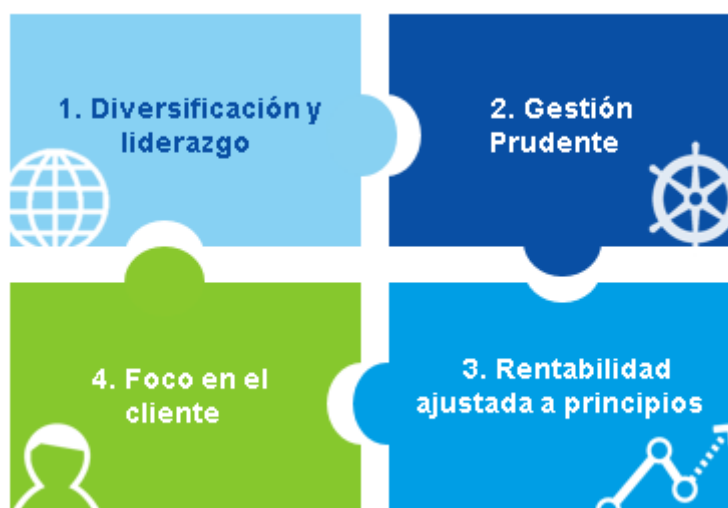 1. Diversificación y
liderazgo
2. Gestión
Prudente
3. Rentabilidad
ajustada a principios
4. Foco en el
cliente